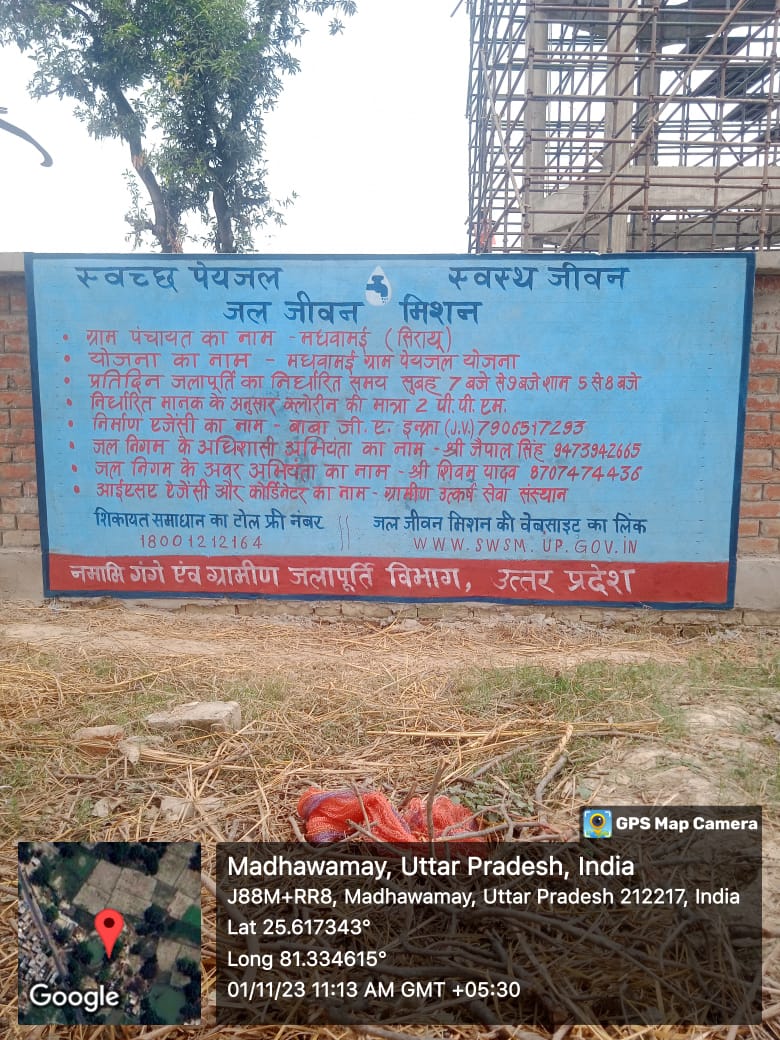 स्वच्छ पेयजल स्वस्थ जीवन
जल जीवन मिशन
• ग्राम पंचायत का नाम - मधवामई (सिराथू)
• योजना का नाम - मधवामई ग्राम पेयजल योजना
• प्रतिदिन जलापूर्ति का निर्धारित समय सुबह 7 बजे से 9 बजे शाम 5 से 8 बजे
• निर्धारित मानक के अनुसार क्लोरीन की मात्रा 2 पी.पी.एम.
• निर्माण एजेंसी का नाम - बाबा जी. ए. इन्फ्रा (J.V.) 7906517293
• जल निगम के अधिशासी अभियंता का नाम - श्री जैपाल सिंह 9473942665
• जल निगम के अवर अभियंता का नाम - श्री शिवम् यादव 8707474436
• आईएसए एजेंसी और कोर्डिनेटर का नाम - ग्रामीण उत्कर्ष सेवा संस्थान
शिकायत समाधान का टोल फ्री नंबर || जल जीवन मिशन की वेबसाइट का लिंक
18001212164 WWW.SWSM.UP.GOV.IN
नमामि गंगे एंव ग्रामीण जलापूर्ति विभाग, उत्तर प्रदेश
GPS Map Camera
Madhawamay, Uttar Pradesh, India
J88M+RR8, Madhawamay, Uttar Pradesh 212217, India
Lat 25.617343°
Long 81.334615°
01/11/23 11:13 AM GMT +05:30
Google